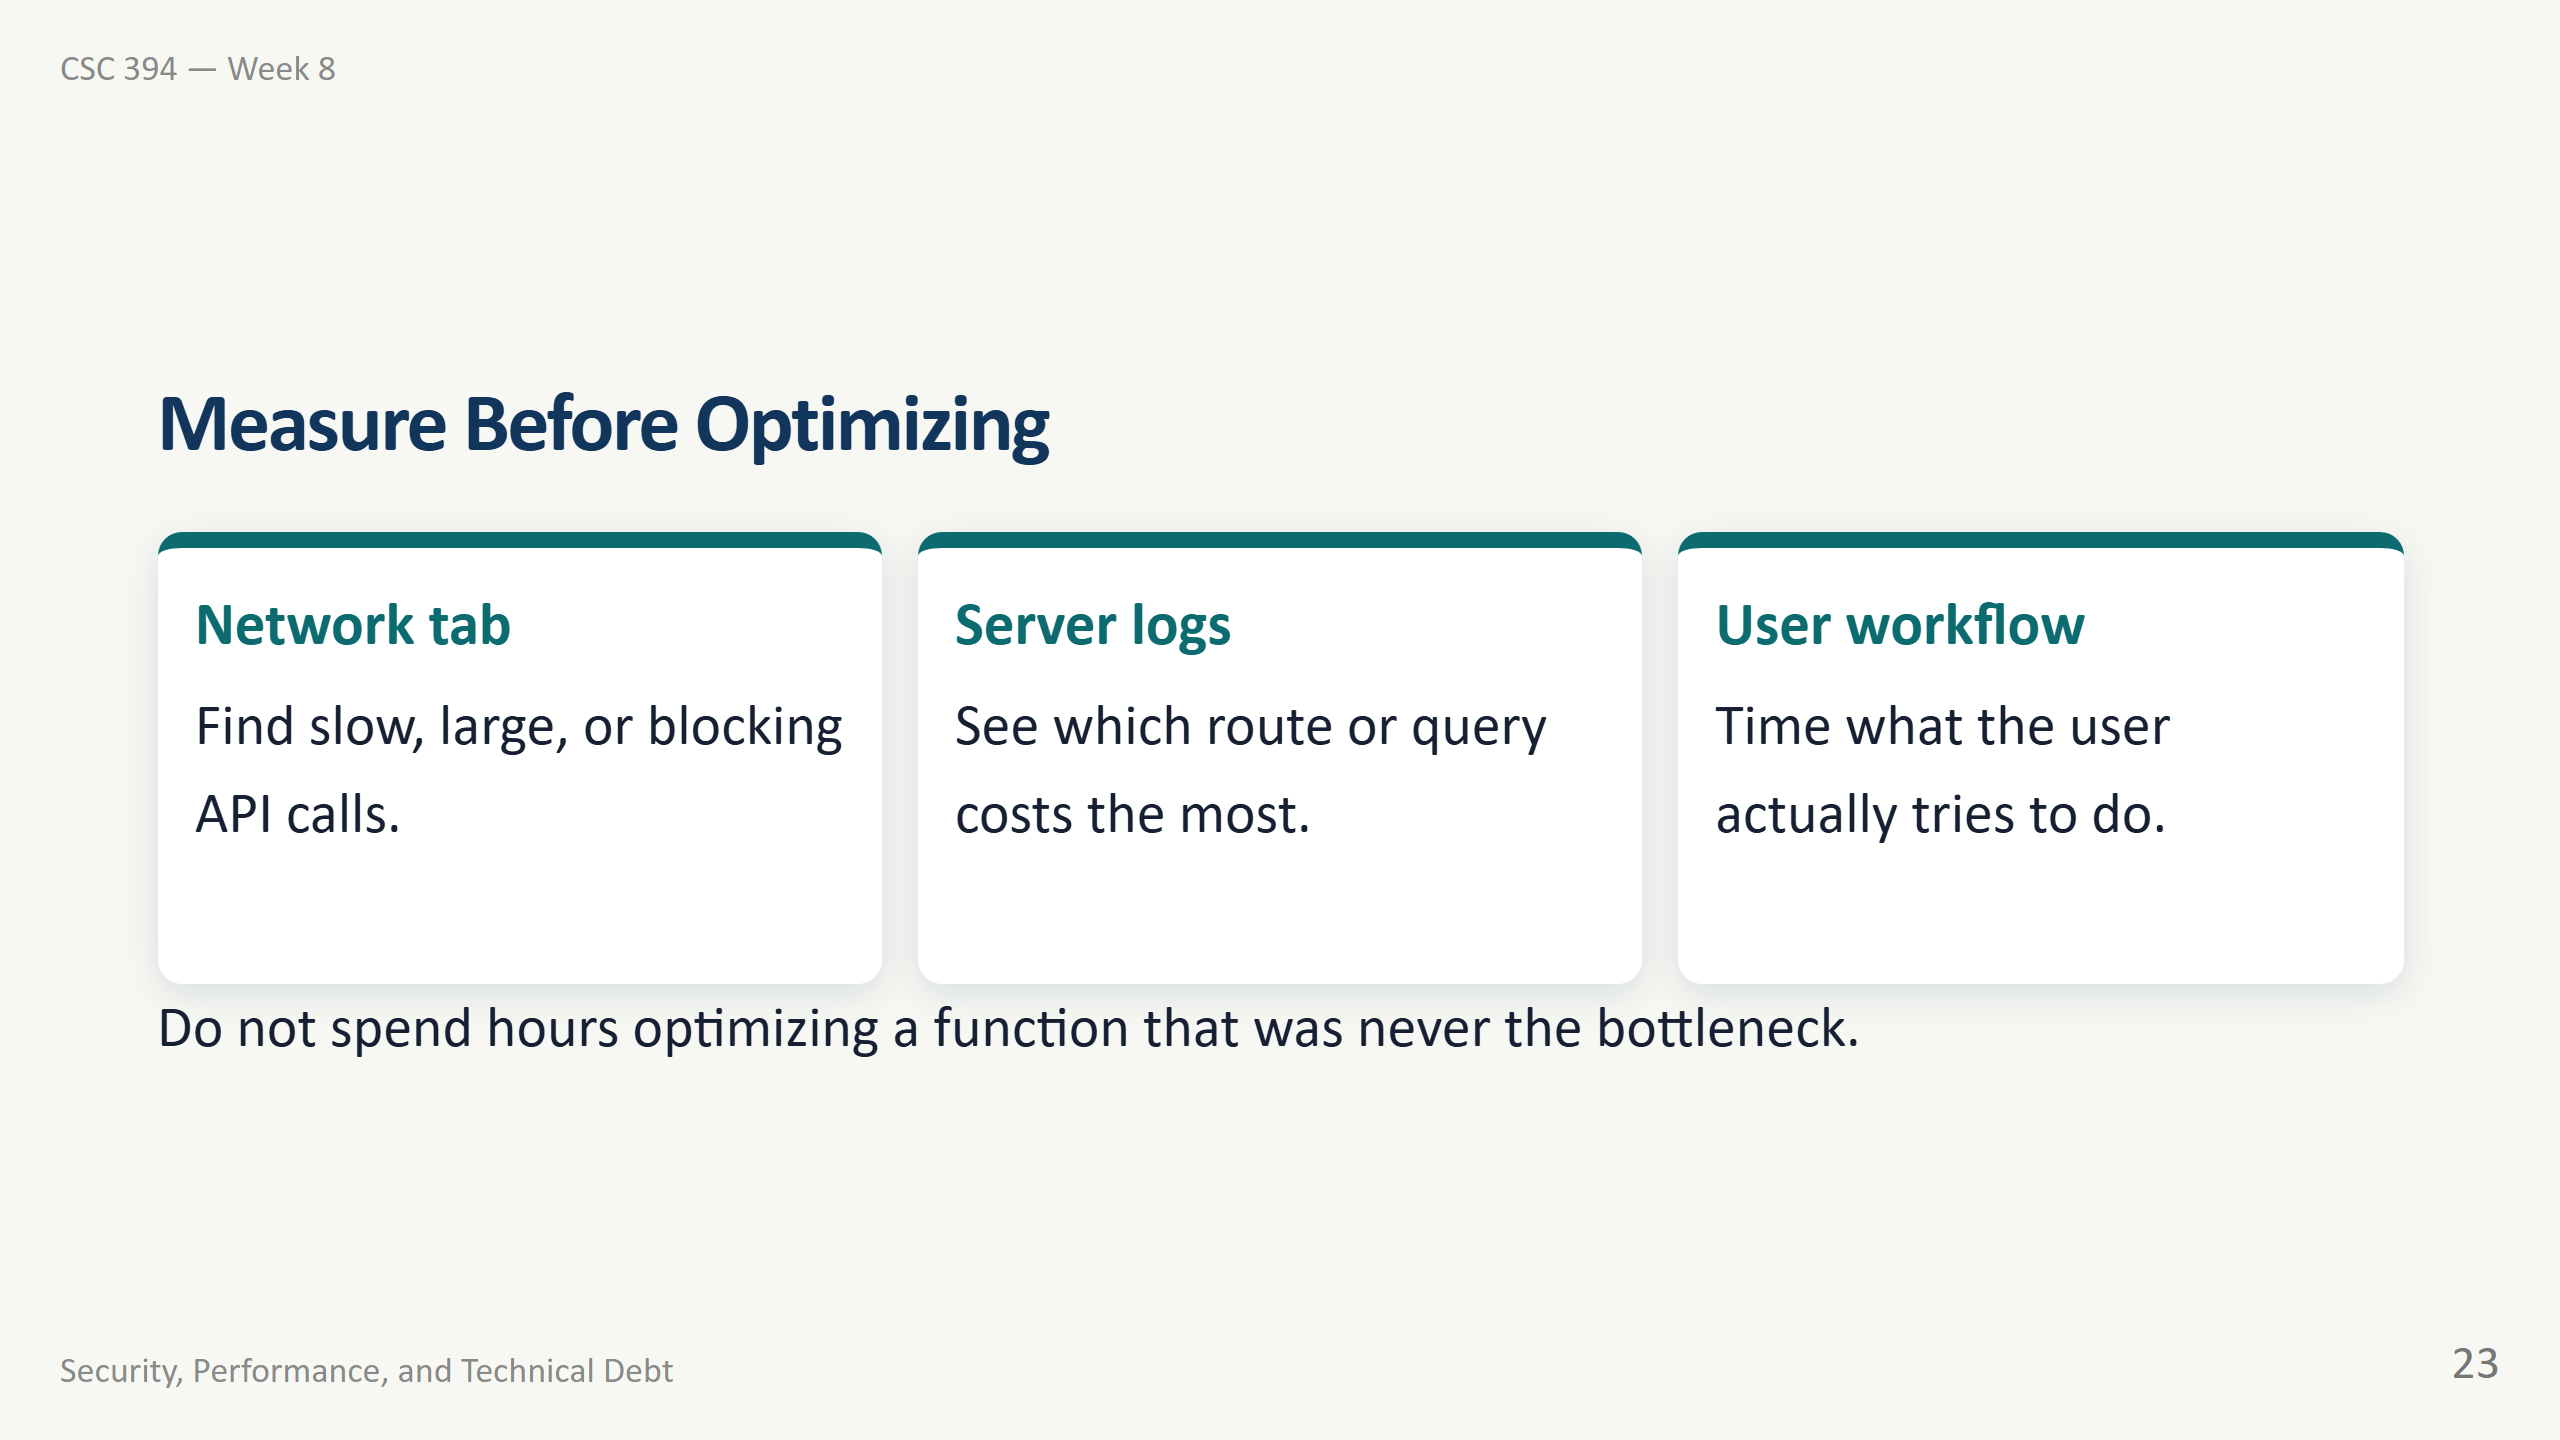 CSC 394 — Week 8
Measure Before Optimizing
Network tab
Find slow, large, or blocking
API calls.
Server logs
See which route or query
costs the most.
User workflow
Time what the user
actually tries to do.
Do not spend hours optimizing a function that was never the bottleneck.
Security, Performance, and Technical Debt
23